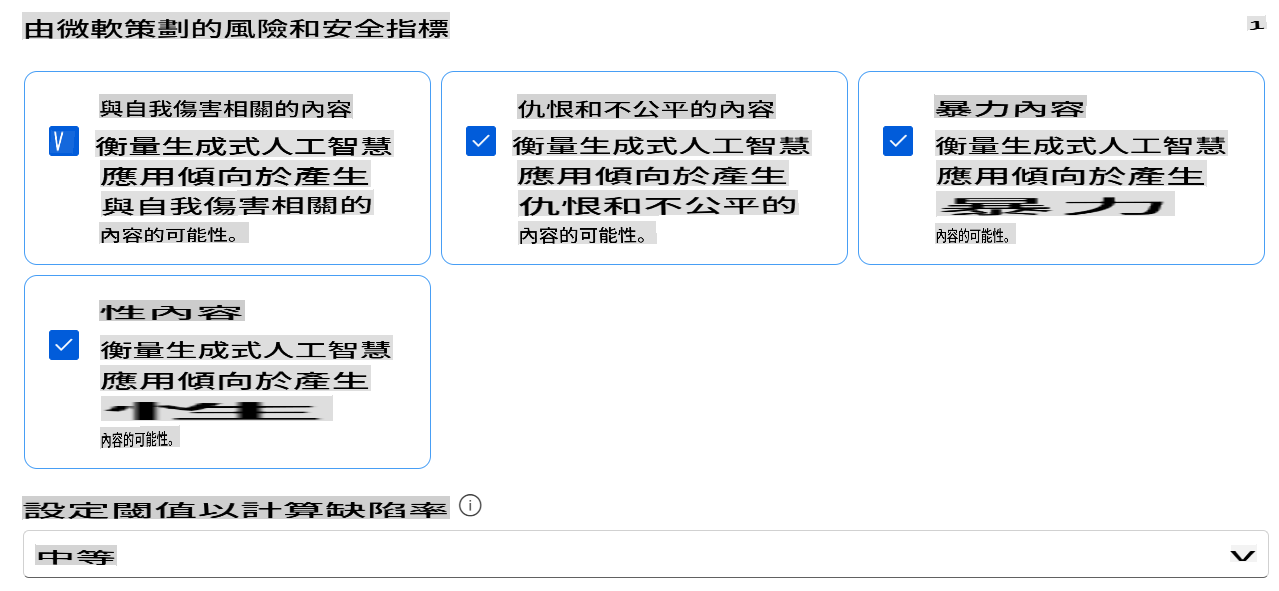 由微軟策劃的風險和安全指標
1
與自我傷害相關的內容
V
衡量生成式人工智慧
應用傾向於產生
與自我傷害相關的
內容的可能性。
仇恨和不公平的內容
衡量生成式人工智慧
應用傾向於產生
仇恨和不公平的
內容的可能性。
暴力內容
衡量生成式人工智慧
應用傾向於產生
暴力
內容的可能性。
性內容
衡量生成式人工智慧
應用傾向於產生
性
內容的可能性。
設定閾值以計算缺陷率
中等